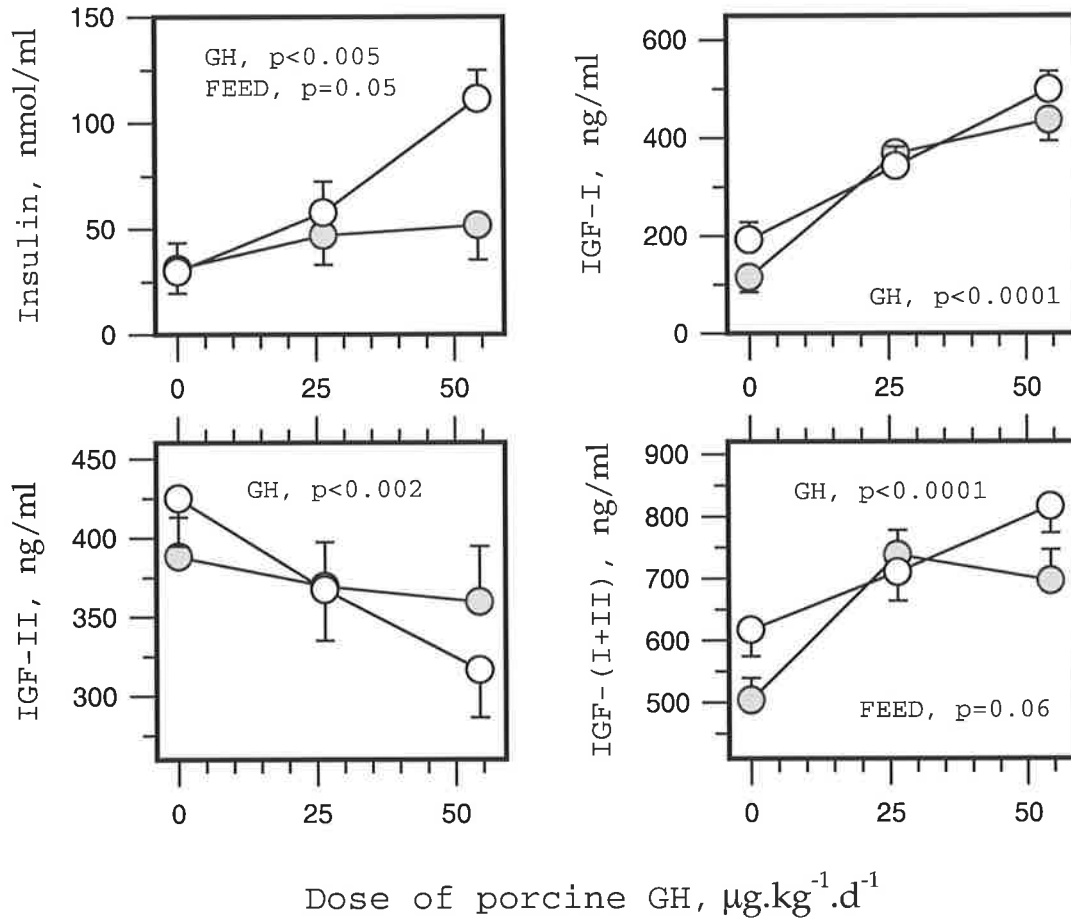 Insulin, nmol/ml
150
100
50
0
GH, p<0.005
FEED, p=0.05
0 25 50
IGF-I, ng/ml
600
400
200
0
GH, p<0.0001
0 25 50
IGF-II, ng/ml
450
400
350
300
GH, p<0.002
0 25 50
IGF-(I+II), ng/ml
900
800
700
600
500
GH, p<0.0001
FEED, p=0.06
0 25 50
Dose of porcine GH, µg.kg⁻¹.d⁻¹